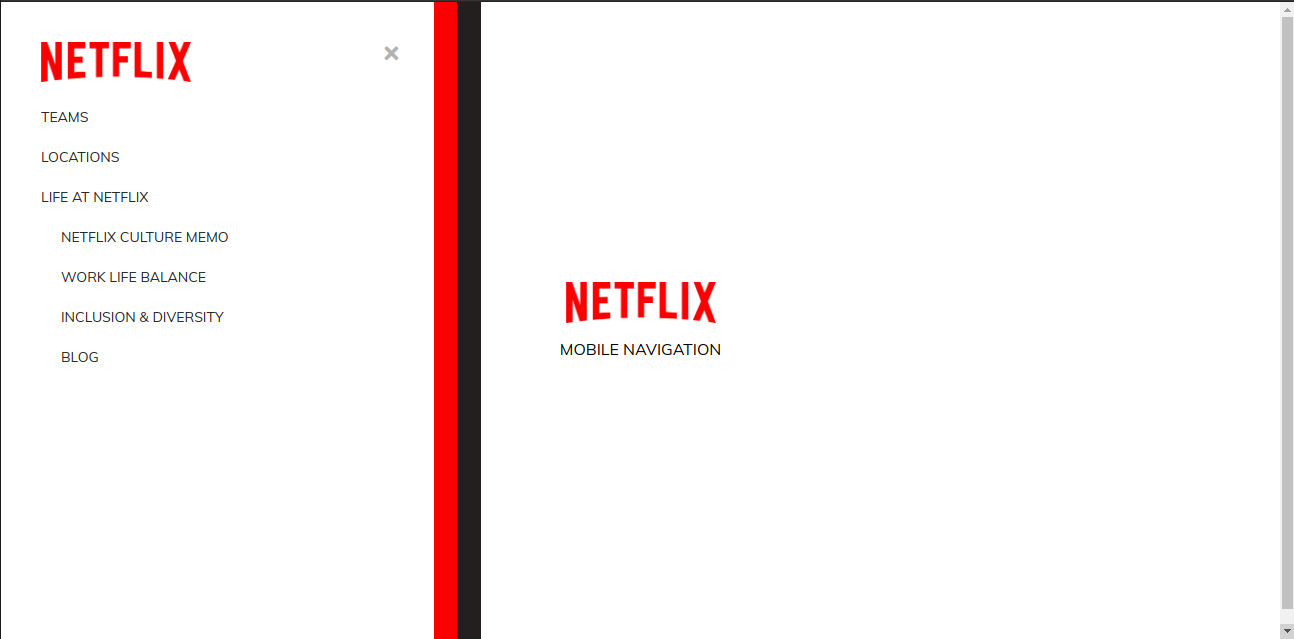 NETFLIX
TEAMS
LOCATIONS
LIFE AT NETFLIX
NETFLIX CULTURE MEMO
WORK LIFE BALANCE
INCLUSION & DIVERSITY
BLOG
NETFLIX
MOBILE NAVIGATION